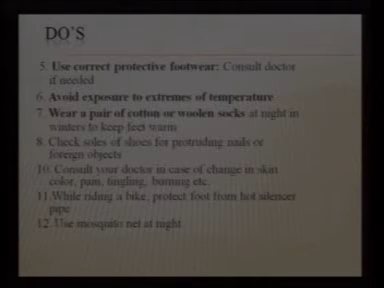 DO'S
5. Use correct protective footwear: Consult doctor
if needed
6. Avoid exposure to extremes of temperature
7. Wear a pair of cotton or woolen socks at night in
winters to keep feet warm
8. Check soles of shoes for protruding nails or
foreign objects
10. Consult your doctor in case of change in skin
color, pain, tingling, burning etc.
11.While riding a bike, protect foot from hot silencer
pipe
12. Use mosquito net at night